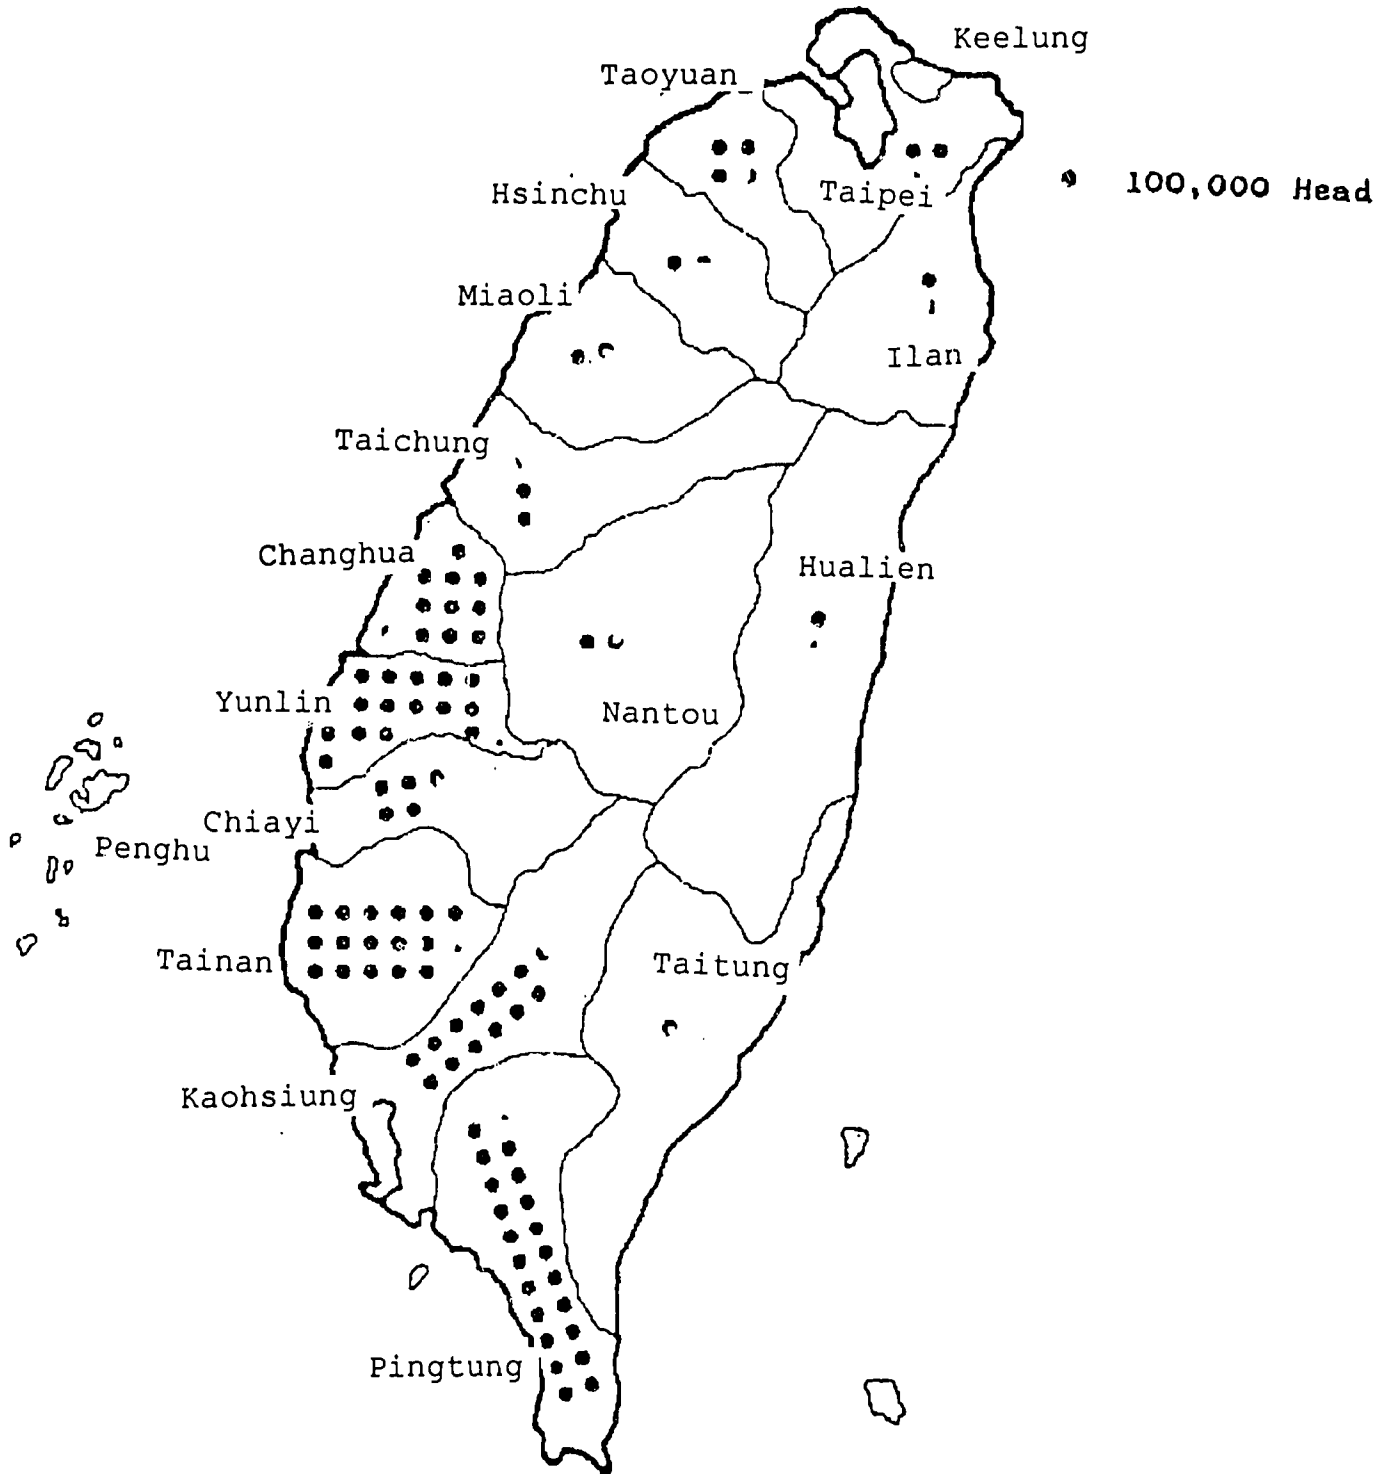 Keelung
Taoyuan
Hsinchu
Taipei
100,000 Head
Miaoli
Ilan
Taichung
Changhua
Hualien
Yunlin
Nantou
Chiayi
Penghu
Tainan
Taitung
Kaohsiung
Pingtung